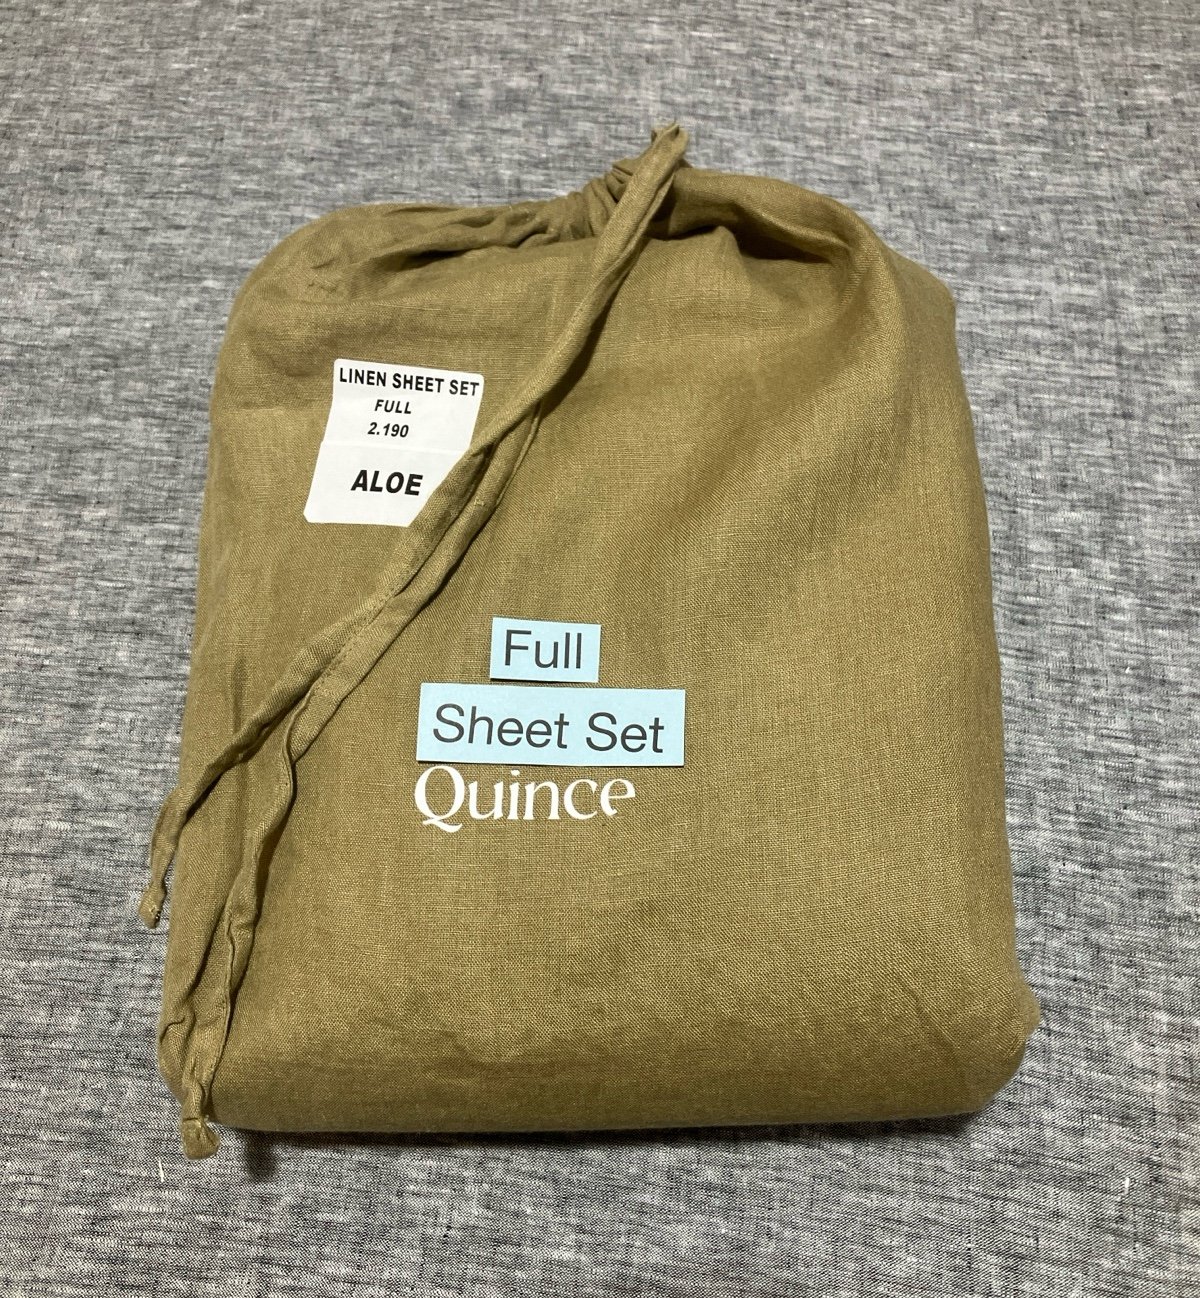 LINEN SHEET SET
FULL
2.190
ALOE
Full
Sheet Set
Quince